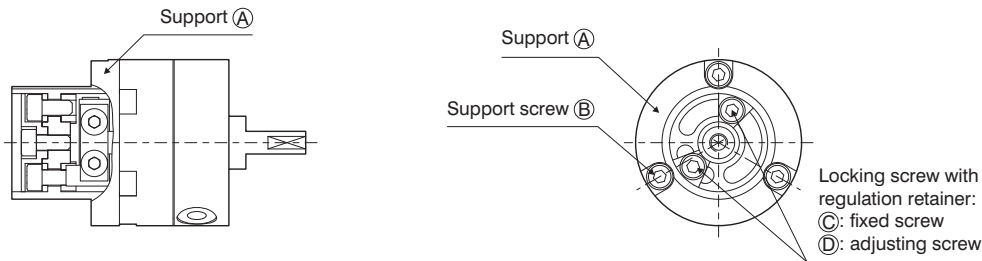 Support Ⓐ
Support Ⓐ
Support screw Ⓑ
Locking screw with
regulation retainer:
Ⓒ: fixed screw
Ⓓ: adjusting screw